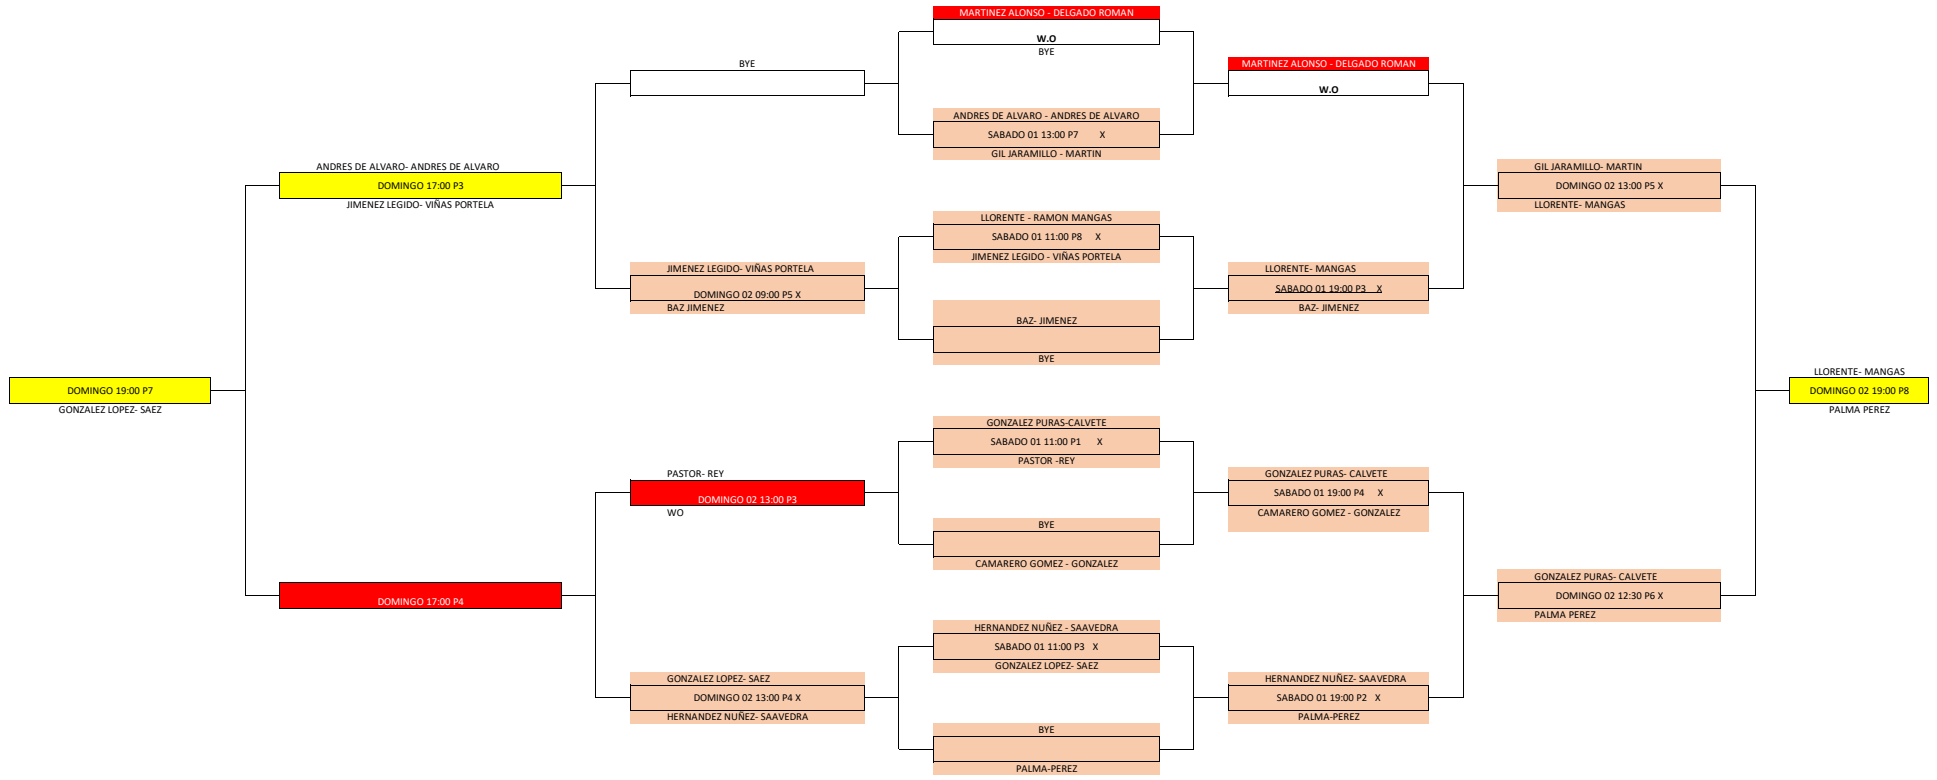 MARTINEZ ALONSO - DELGADO ROMAN
W.O
BYE
BYE
MARTINEZ ALONSO - DELGADO ROMAN
W.O
ANDRES DE ALVARO - ANDRES DE ALVARO
SABADO 01 13:00 P7 X
GIL JARAMILLO - MARTIN
ANDRES DE ALVARO- ANDRES DE ALVARO
DOMINGO 17:00 P3
JIMENEZ LEGIDO- VIÑAS PORTELA
GIL JARAMILLO- MARTIN
DOMINGO 02 13:00 P5 X
LLORENTE- MANGAS
LLORENTE - RAMON MANGAS
SABADO 01 11:00 P8 X
JIMENEZ LEGIDO - VIÑAS PORTELA
JIMENEZ LEGIDO- VIÑAS PORTELA
DOMINGO 02 09:00 P5 X
BAZ JIMENEZ
LLORENTE- MANGAS
SABADO 01 19:00 P3 X
BAZ- JIMENEZ
BAZ- JIMENEZ
BYE
DOMINGO 19:00 P7
GONZALEZ LOPEZ- SAEZ
LLORENTE- MANGAS
DOMINGO 02 19:00 P8
PALMA PEREZ
GONZALEZ PURAS-CALVETE
SABADO 01 11:00 P1 X
PASTOR -REY
PASTOR- REY
DOMINGO 02 13:00 P3
WO
GONZALEZ PURAS- CALVETE
SABADO 01 19:00 P4 X
CAMARERO GOMEZ - GONZALEZ
BYE
CAMARERO GOMEZ - GONZALEZ
DOMINGO 17:00 P4
GONZALEZ PURAS- CALVETE
DOMINGO 02 12:30 P6 X
PALMA PEREZ
HERNANDEZ NUÑEZ - SAAVEDRA
SABADO 01 11:00 P3 X
GONZALEZ LOPEZ- SAEZ
GONZALEZ LOPEZ- SAEZ
DOMINGO 02 13:00 P4 X
HERNANDEZ NUÑEZ- SAAVEDRA
HERNANDEZ NUÑEZ- SAAVEDRA
SABADO 01 19:00 P2 X
PALMA-PEREZ
BYE
PALMA-PEREZ